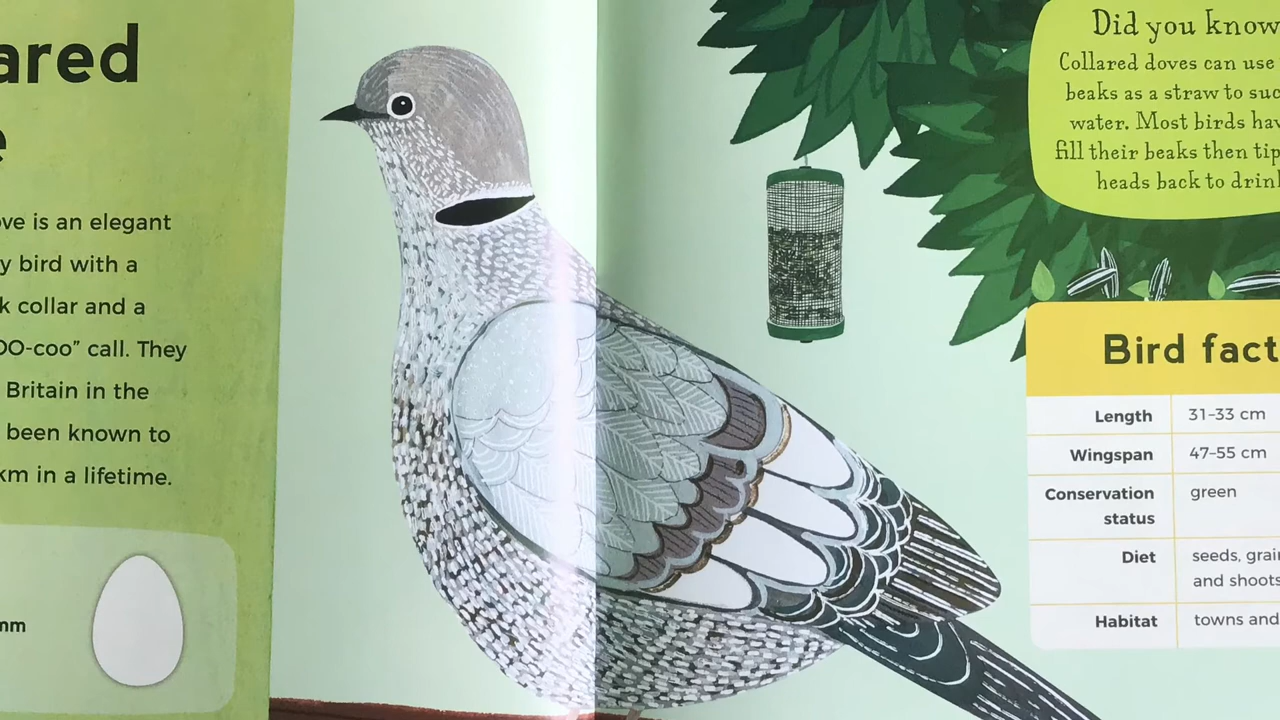 ared
e
ve is an elegant
y bird with a
k collar and a
OO-coo” call. They
Britain in the
been known to
km in a lifetime.
mm
Did you know
Collared doves can use
beaks as a straw to suc
water. Most birds hav
fill their beaks then tip
heads back to drink
Bird fact
Length 31–33 cm
Wingspan 47–55 cm
Conservation green
status
Diet seeds, grai
and shoots
Habitat towns and